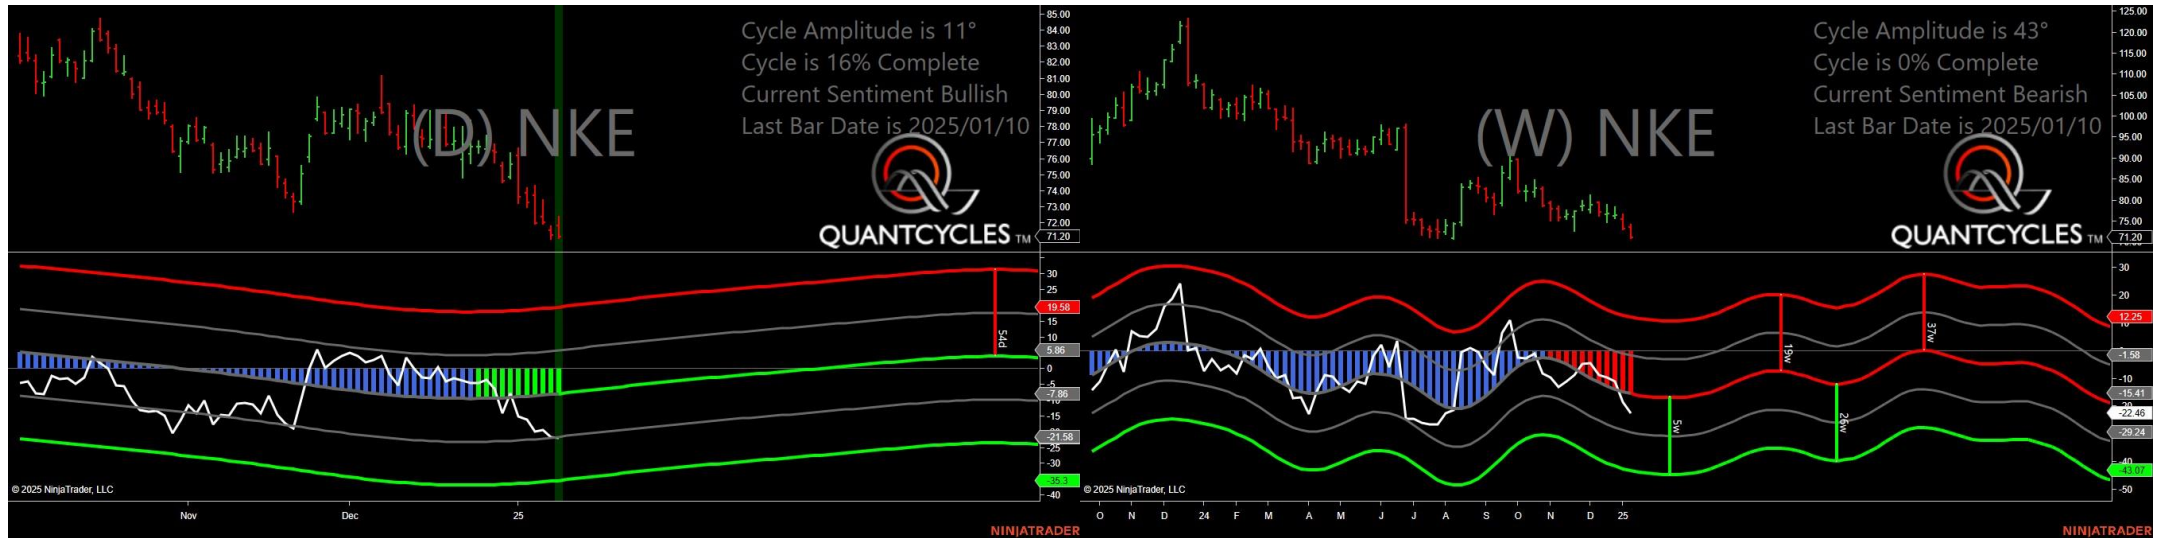 Cycle Amplitude is 11°
Cycle is 16% Complete
Current Sentiment Bullish
Last Bar Date is 2025/01/10
(D) NKE
QUANTCYCLES TM
85.00
84.00
83.00
82.00
81.00
80.00
79.00
78.00
77.00
76.00
75.00
74.00
73.00
72.00
71.20
30
25
19.58
15
10
5.86
0
-5
-7.86
-10
-15
-21.58
-25
-30
-35.3
-40
54d
© 2025 NinjaTrader, LLC
Nov
Dec
25
NINJATRADER
Cycle Amplitude is 43°
Cycle is 0% Complete
Current Sentiment Bearish
Last Bar Date is 2025/01/10
(W) NKE
QUANTCYCLES TM
125.00
120.00
115.00
110.00
105.00
100.00
95.00
90.00
85.00
80.00
75.00
71.20
30
20
12.25
10
-1.58
-10
-15.41
-22.46
-29.24
-40
-43.07
-50
5w
19w
26w
37w
© 2025 NinjaTrader, LLC
O N D 24 F M A M J J A S O N D 25
NINJATRADER